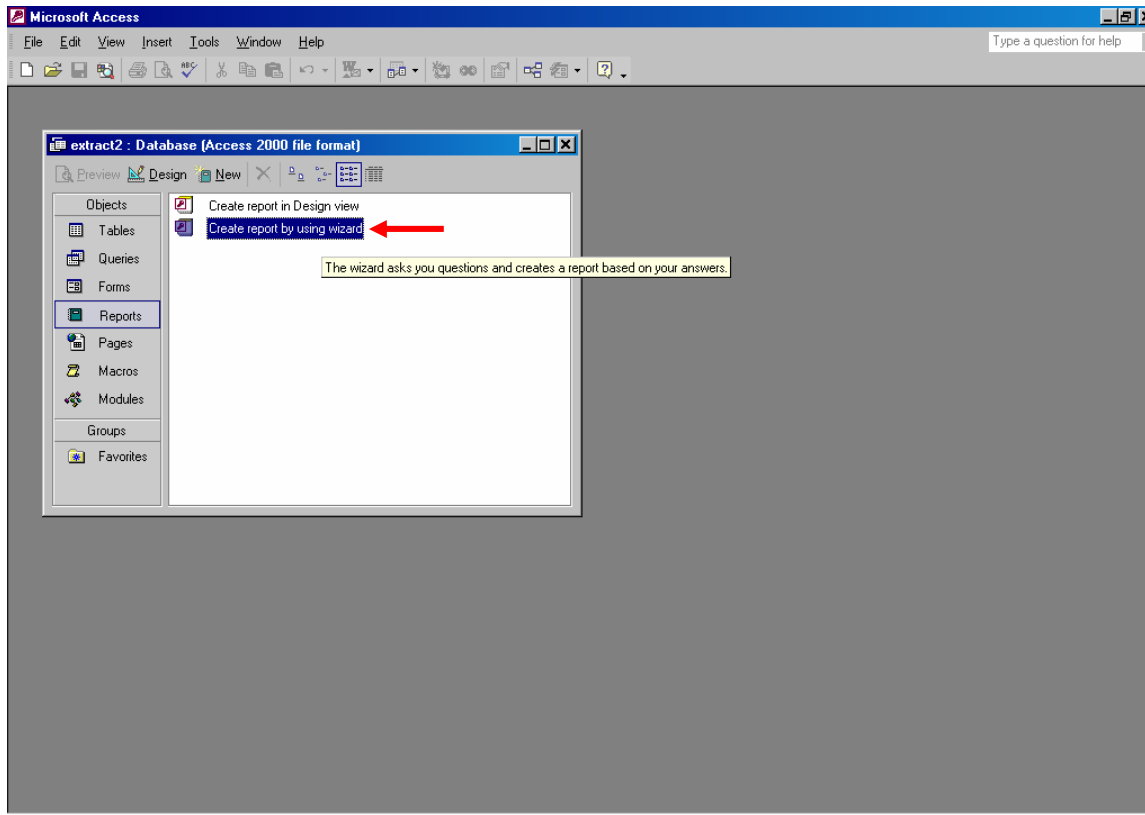 Microsoft Access
File Edit View Insert Tools Window Help
Type a question for help
extract2 : Database (Access 2000 file format)
Preview Design New
Objects
Tables
Queries
Forms
Reports
Pages
Macros
Modules
Groups
Favorites
Create report in Design view
Create report by using wizard
The wizard asks you questions and creates a report based on your answers.